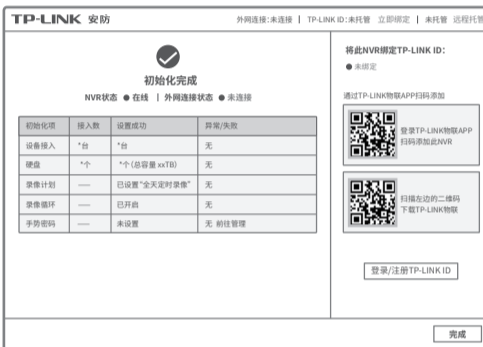 TP-LINK 安防
外网连接:未连接 | TP-LINK ID:未托管 立即绑定 | 未托管 远程托管
初始化完成
NVR状态 ● 在线 | 外网连接状态 ● 未连接
初始化项 接入数 设置成功 异常/失败
设备接入 *台 *台 无
硬盘 *个 *个(总容量 xxTB) 无
录像计划 —— 已设置“全天定时录像” 无
录像循环 —— 已开启 无
手势密码 —— 未设置 无 前往管理
将此NVR绑定TP-LINK ID:
● 未绑定
通过TP-LINK物联APP扫码添加
登录TP-LINK物联APP
扫码添加此NVR
扫描左边的二维码
下载TP-LINK物联
登录/注册TP-LINK ID
完成